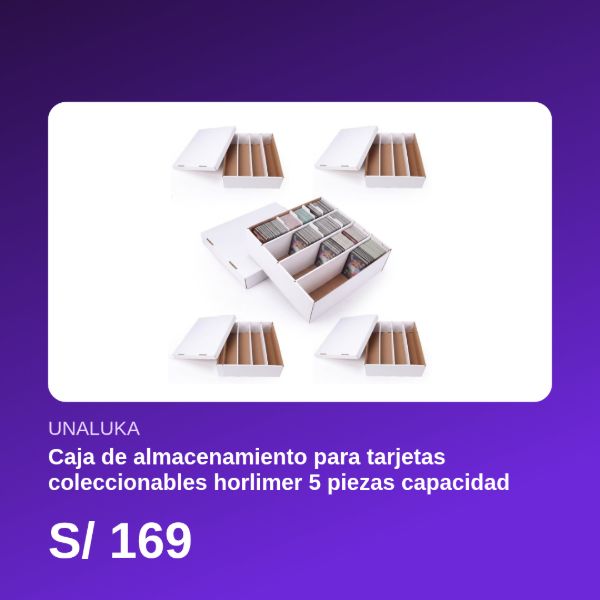 UNALUKA
Caja de almacenamiento para tarjetas
coleccionables horlimer 5 piezas capacidad
S/ 169